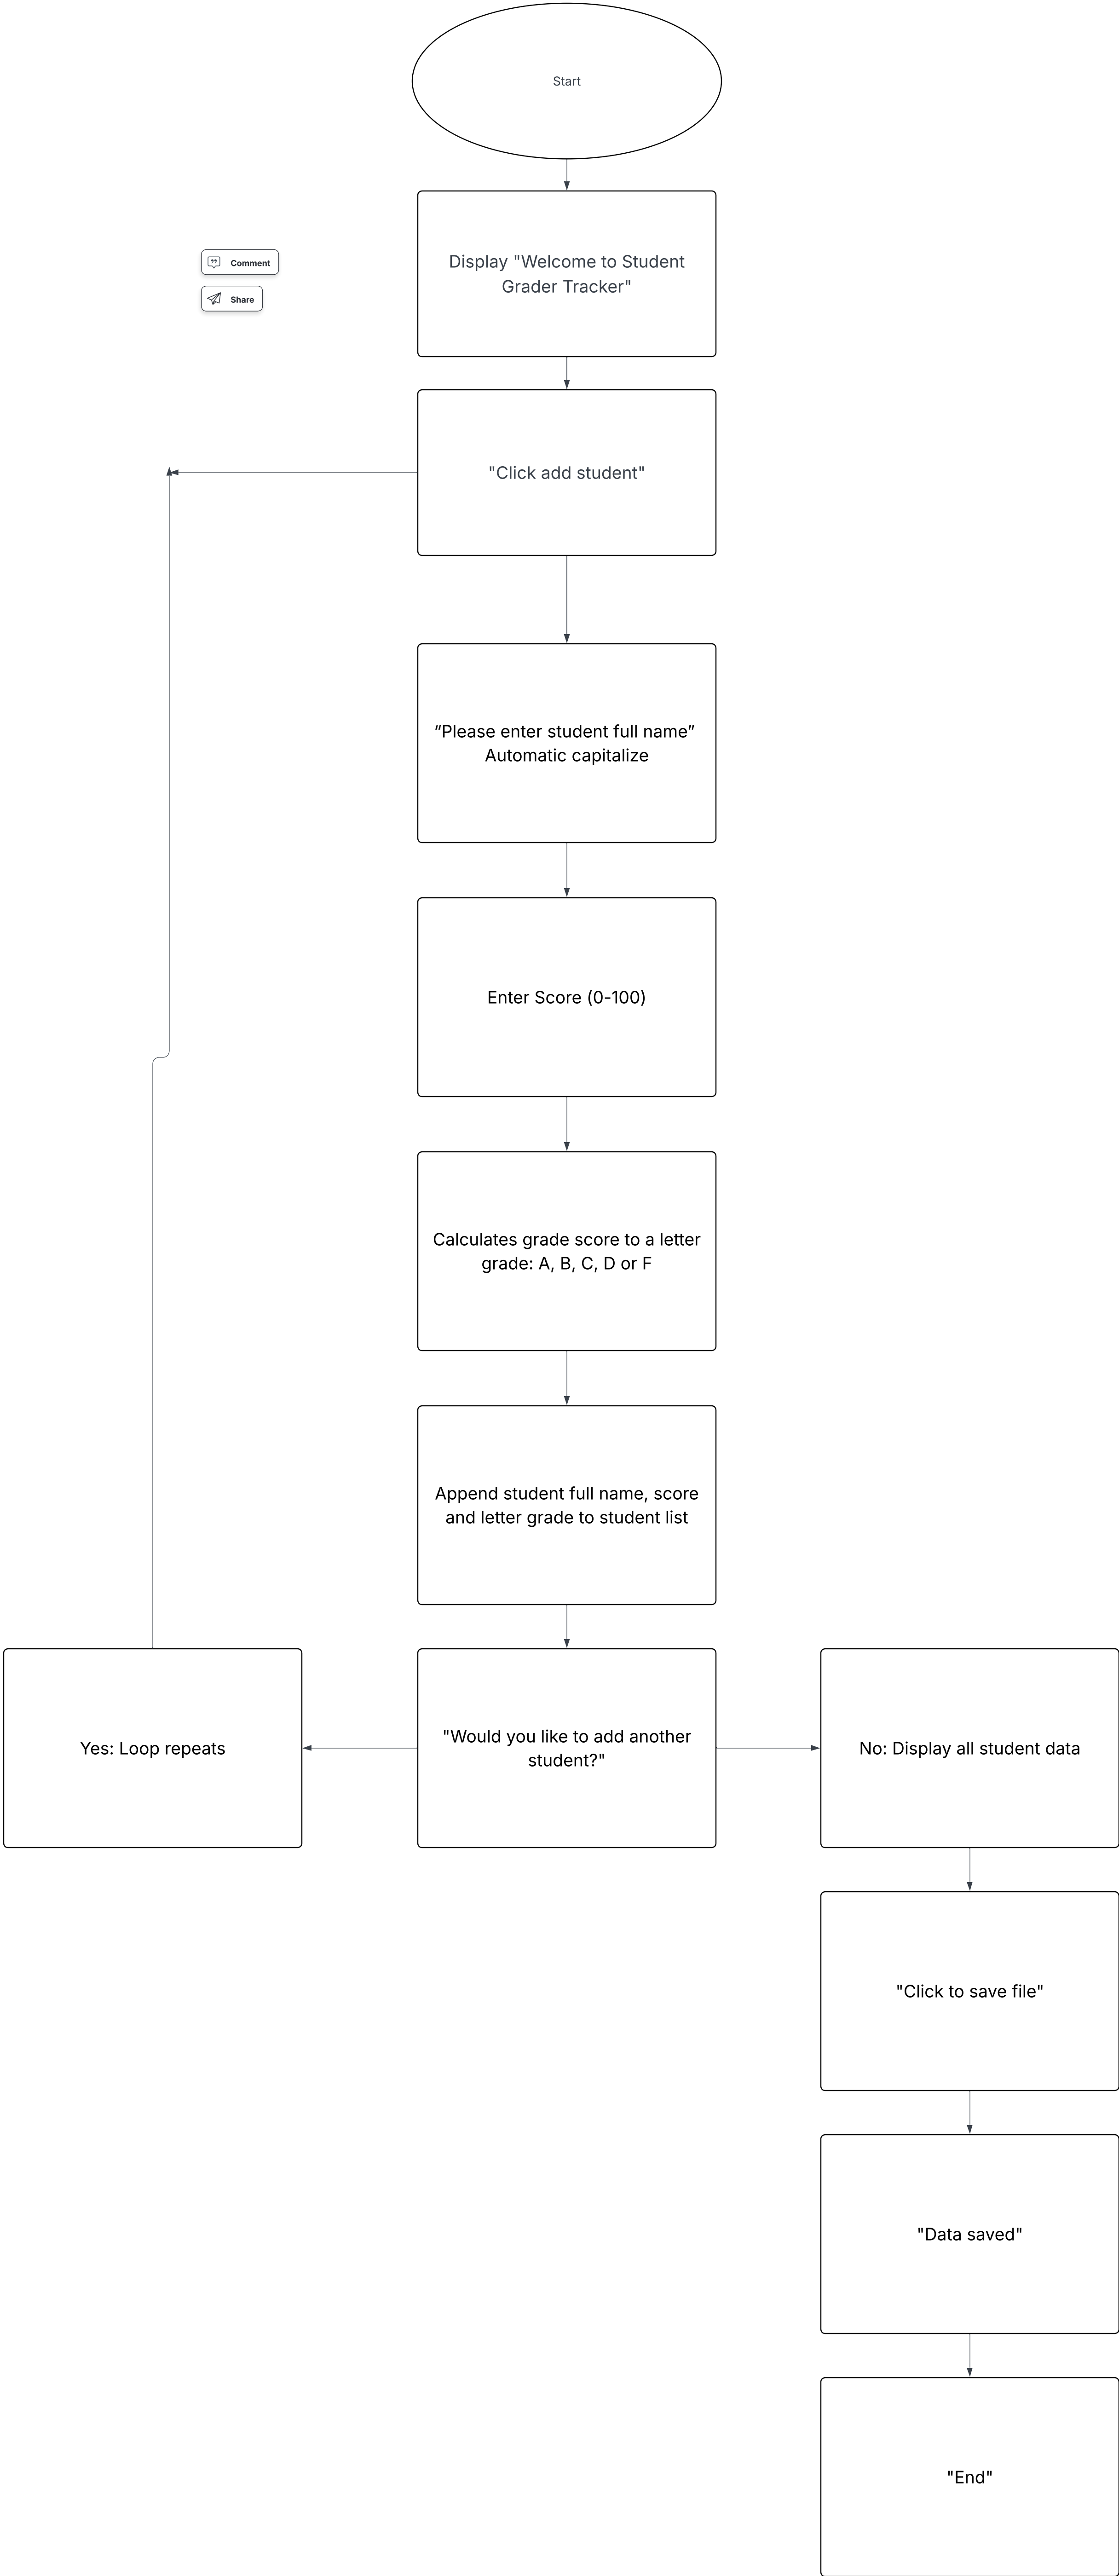 Start
Display "Welcome to Student
Grader Tracker"
Comment
Share
"Click add student"
“Please enter student full name”
Automatic capitalize
Enter Score (0-100)
Calculates grade score to a letter
grade: A, B, C, D or F
Append student full name, score
and letter grade to student list
Yes: Loop repeats
"Would you like to add another
student?"
No: Display all student data
"Click to save file"
"Data saved"
"End"